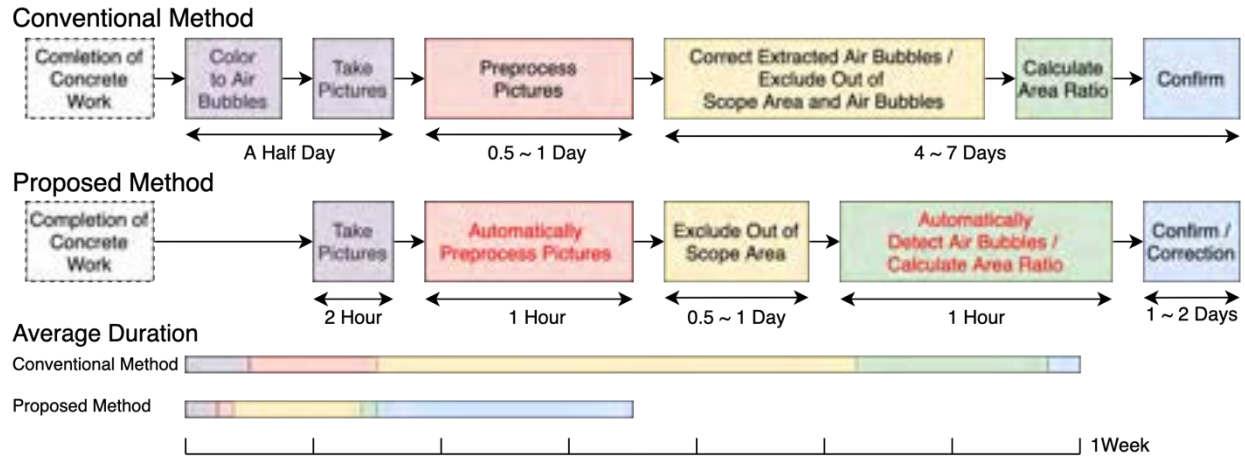 Conventional Method
Comletion of
Concrete
Work
Color
to Air
Bubbles
Take
Pictures
Preprocess
Pictures
Correct Extracted Air Bubbles /
Exclude Out of
Scope Area and Air Bubbles
Calculate
Area Ratio
Confirm
A Half Day
0.5 ~ 1 Day
4 ~ 7 Days
Proposed Method
Completion of
Concrete
Work
Take
Pictures
Automatically
Preprocess Pictures
Exclude Out of
Scope Area
Automatically
Detect Air Bubbles /
Calculate Area Ratio
Confirm /
Correction
2 Hour
1 Hour
0.5 ~ 1 Day
1 Hour
1 ~ 2 Days
Average Duration
Conventional Method
Proposed Method
1Week